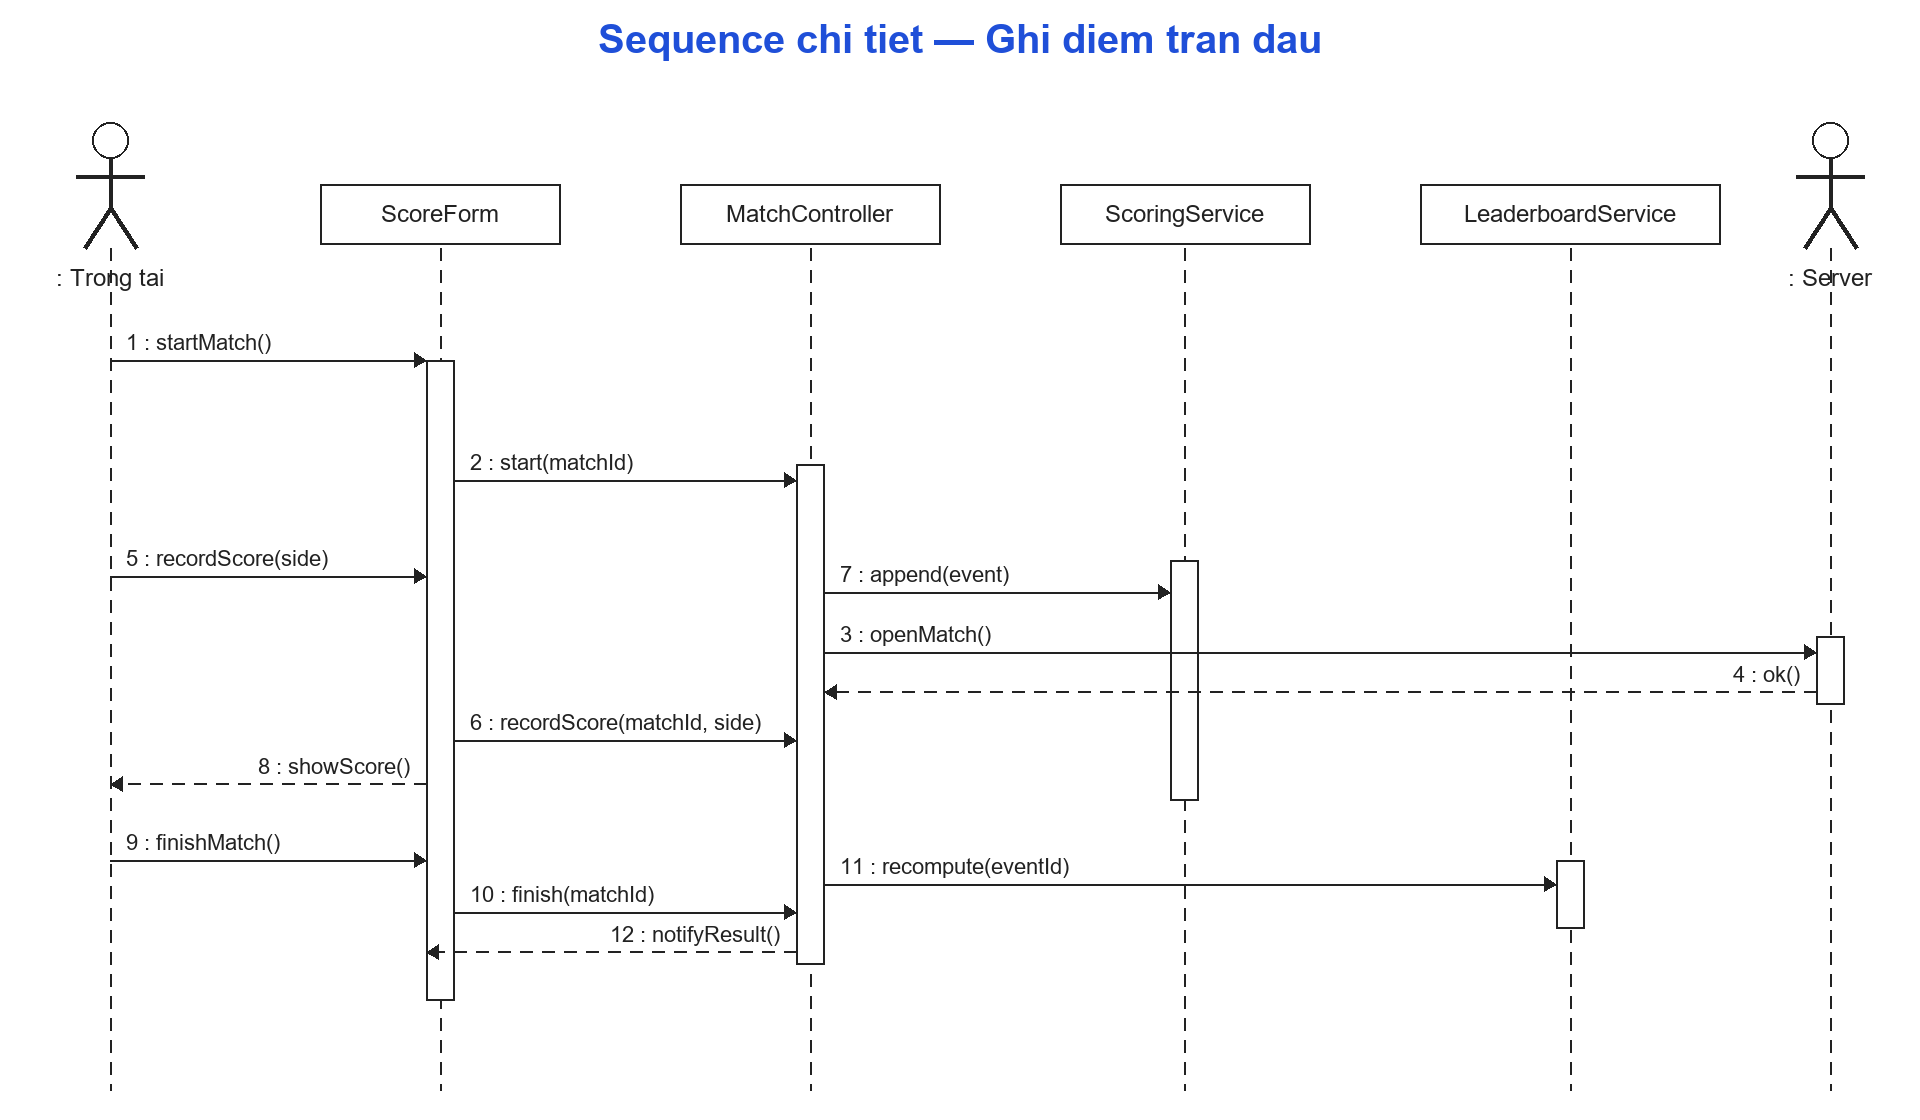 Sequence chi tiet — Ghi diem tran dau
ScoreForm
MatchController
ScoringService
LeaderboardService
: Trong tai
: Server
1 : startMatch()
2 : start(matchId)
5 : recordScore(side)
7 : append(event)
3 : openMatch()
4 : ok()
6 : recordScore(matchId, side)
8 : showScore()
9 : finishMatch()
11 : recompute(eventId)
10 : finish(matchId)
12 : notifyResult()